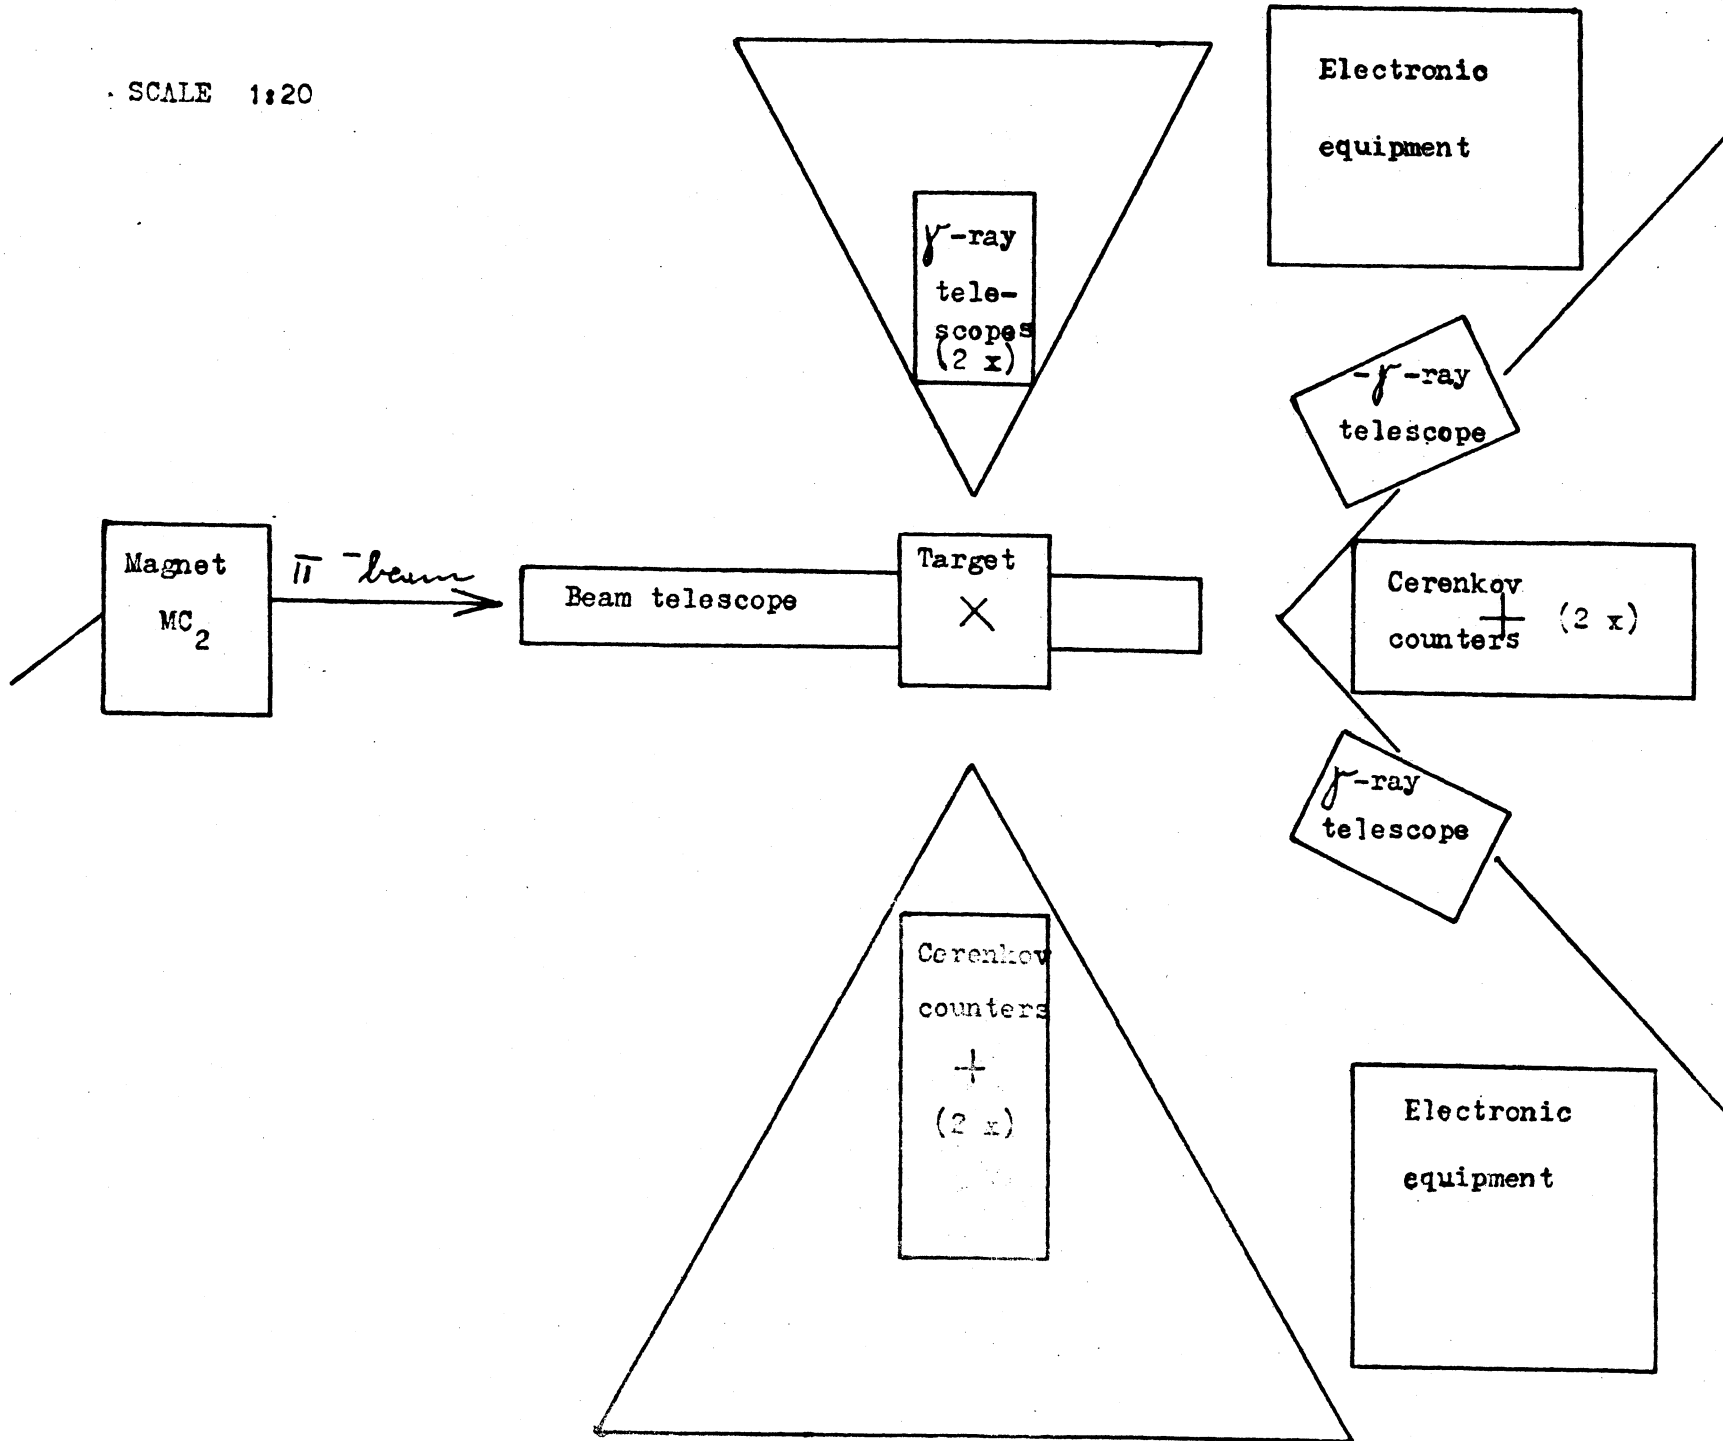 SCALE 1:20
Electronic
equipment
γ-ray
tele-
scopes
(2 x)
-γ-ray
telescope
Magnet
MC2
π -beam
Beam telescope
Target
Cerenkov
counters
(2 x)
γ-ray
telescope
Cerenkov
counters
(2 x)
Electronic
equipment